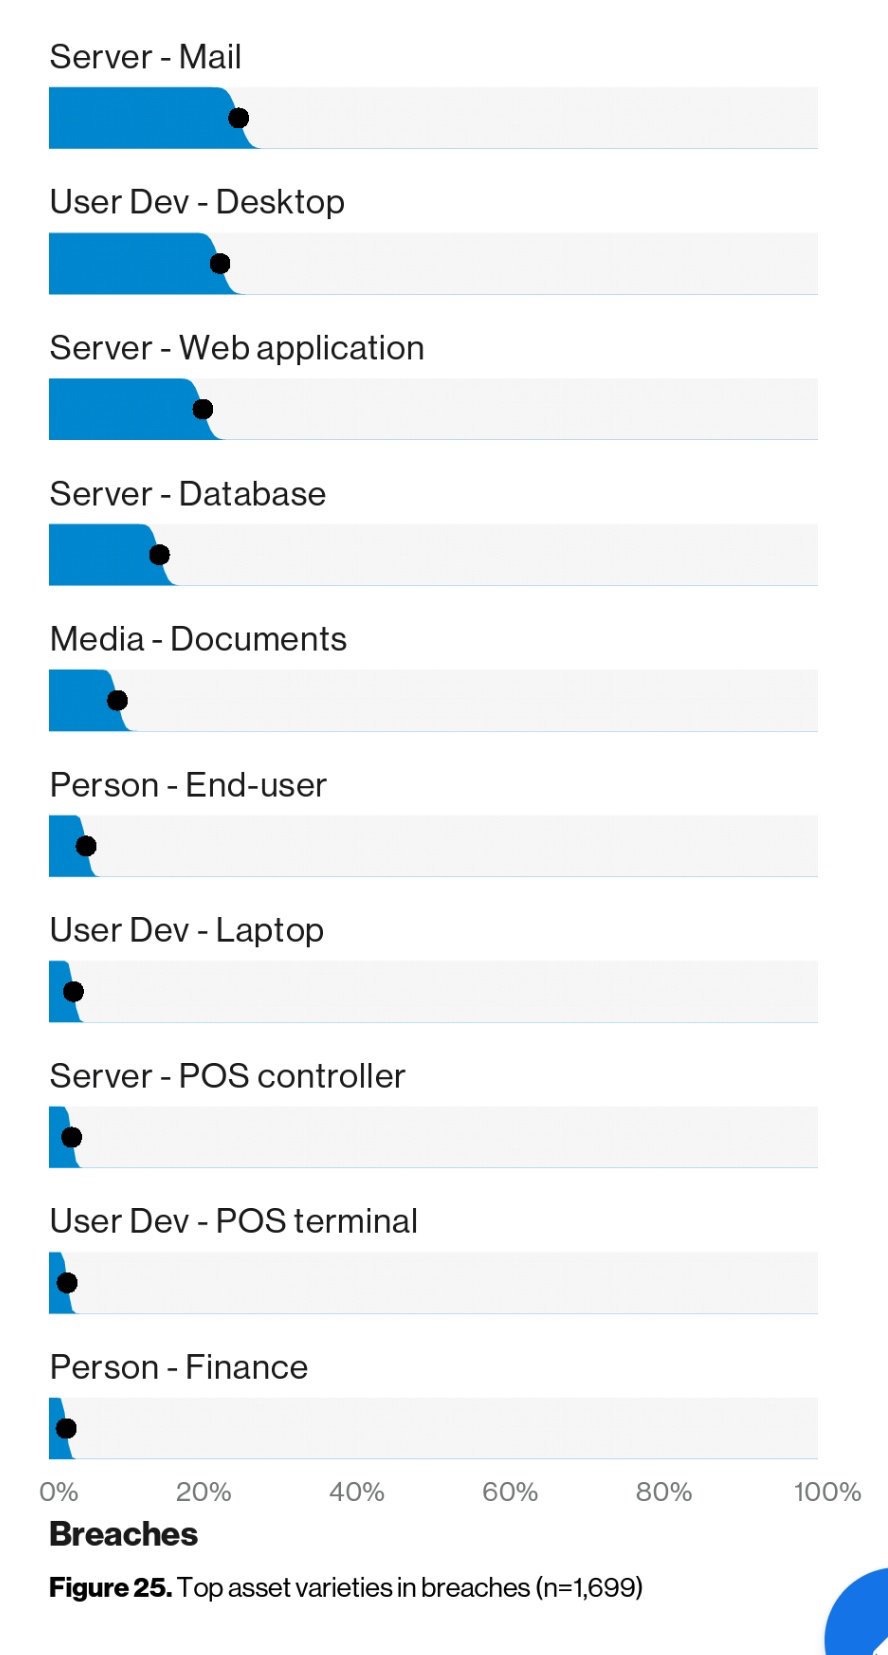 Server - Mail
User Dev - Desktop
Server - Web application
Server - Database
Media - Documents
Person - End-user
User Dev - Laptop
Server - POS controller
User Dev - POS terminal
Person - Finance
0% 20% 40% 60% 80% 100%
Breaches
Figure 25. Top asset varieties in breaches (n=1,699)